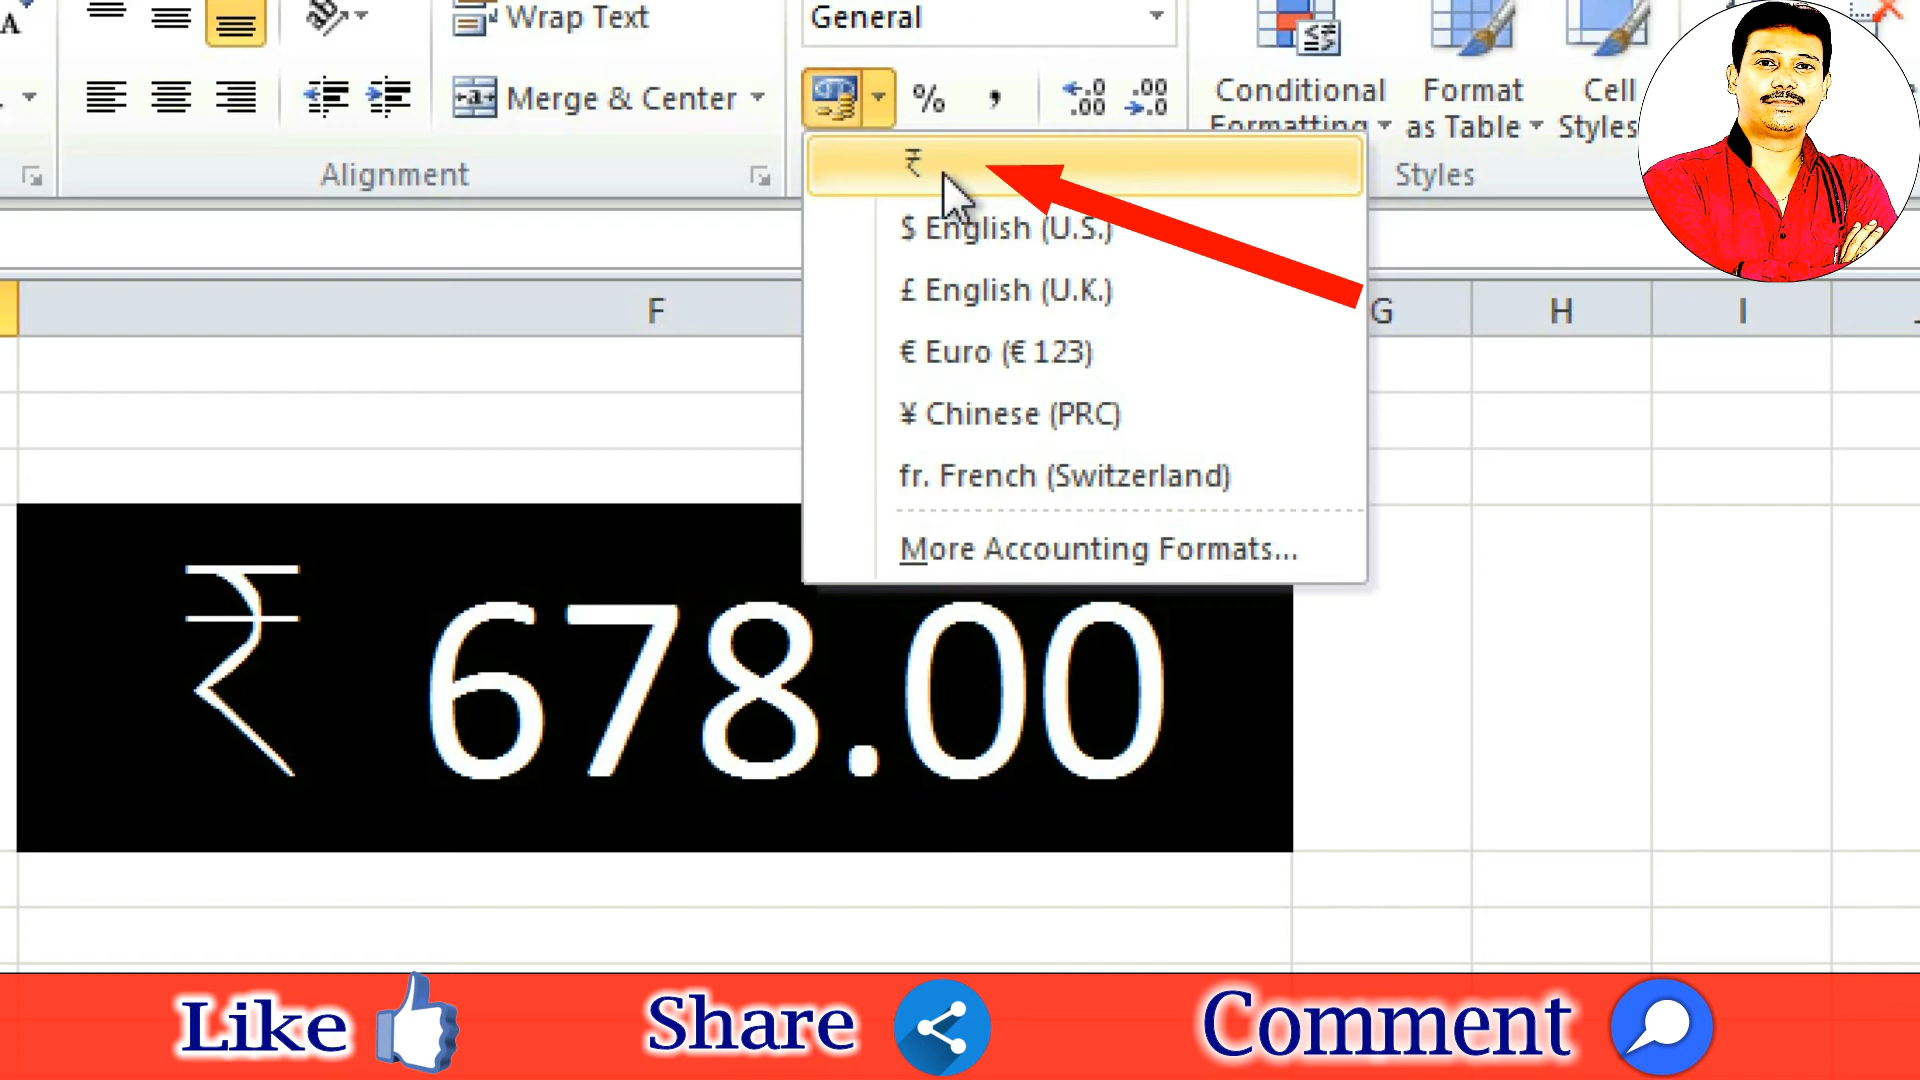 Wrap Text
General
Merge & Center
%
,
Conditional
Formatting
Format
as Table
Cell
Styles
Alignment
Styles
₹
$ English (U.S.)
£ English (U.K.)
€ Euro (€ 123)
¥ Chinese (PRC)
fr. French (Switzerland)
More Accounting Formats...
F G H I
₹ 678.00
Like Share Comment